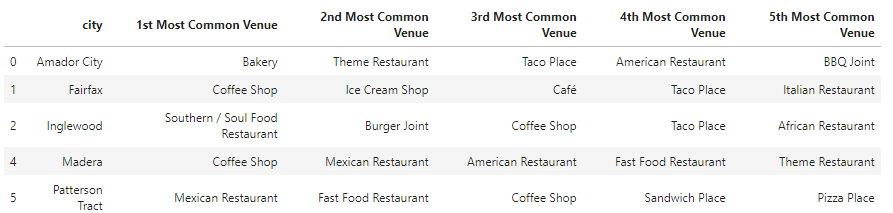 city 1st Most Common Venue 2nd Most Common Venue 3rd Most Common Venue 4th Most Common Venue 5th Most Common Venue
0 Amador City Bakery Theme Restaurant Taco Place American Restaurant BBQ Joint
1 Fairfax Coffee Shop Ice Cream Shop Café Taco Place Italian Restaurant
2 Inglewood Southern / Soul Food Restaurant Burger Joint Coffee Shop Taco Place African Restaurant
4 Madera Coffee Shop Mexican Restaurant American Restaurant Fast Food Restaurant Theme Restaurant
5 Patterson Tract Mexican Restaurant Fast Food Restaurant Coffee Shop Sandwich Place Pizza Place